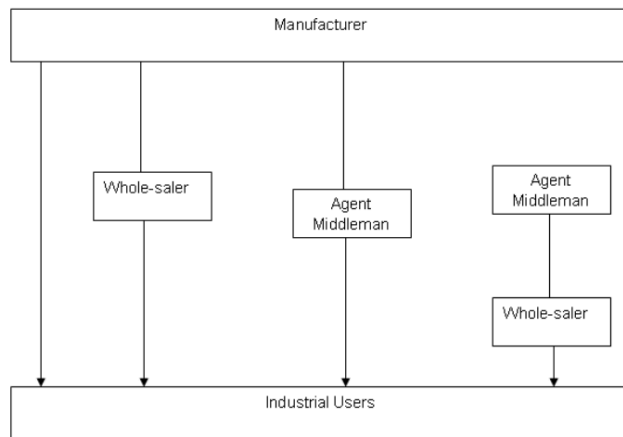 Manufacturer
Whole-saler
Agent
Middleman
Agent
Middleman
Whole-saler
Industrial Users